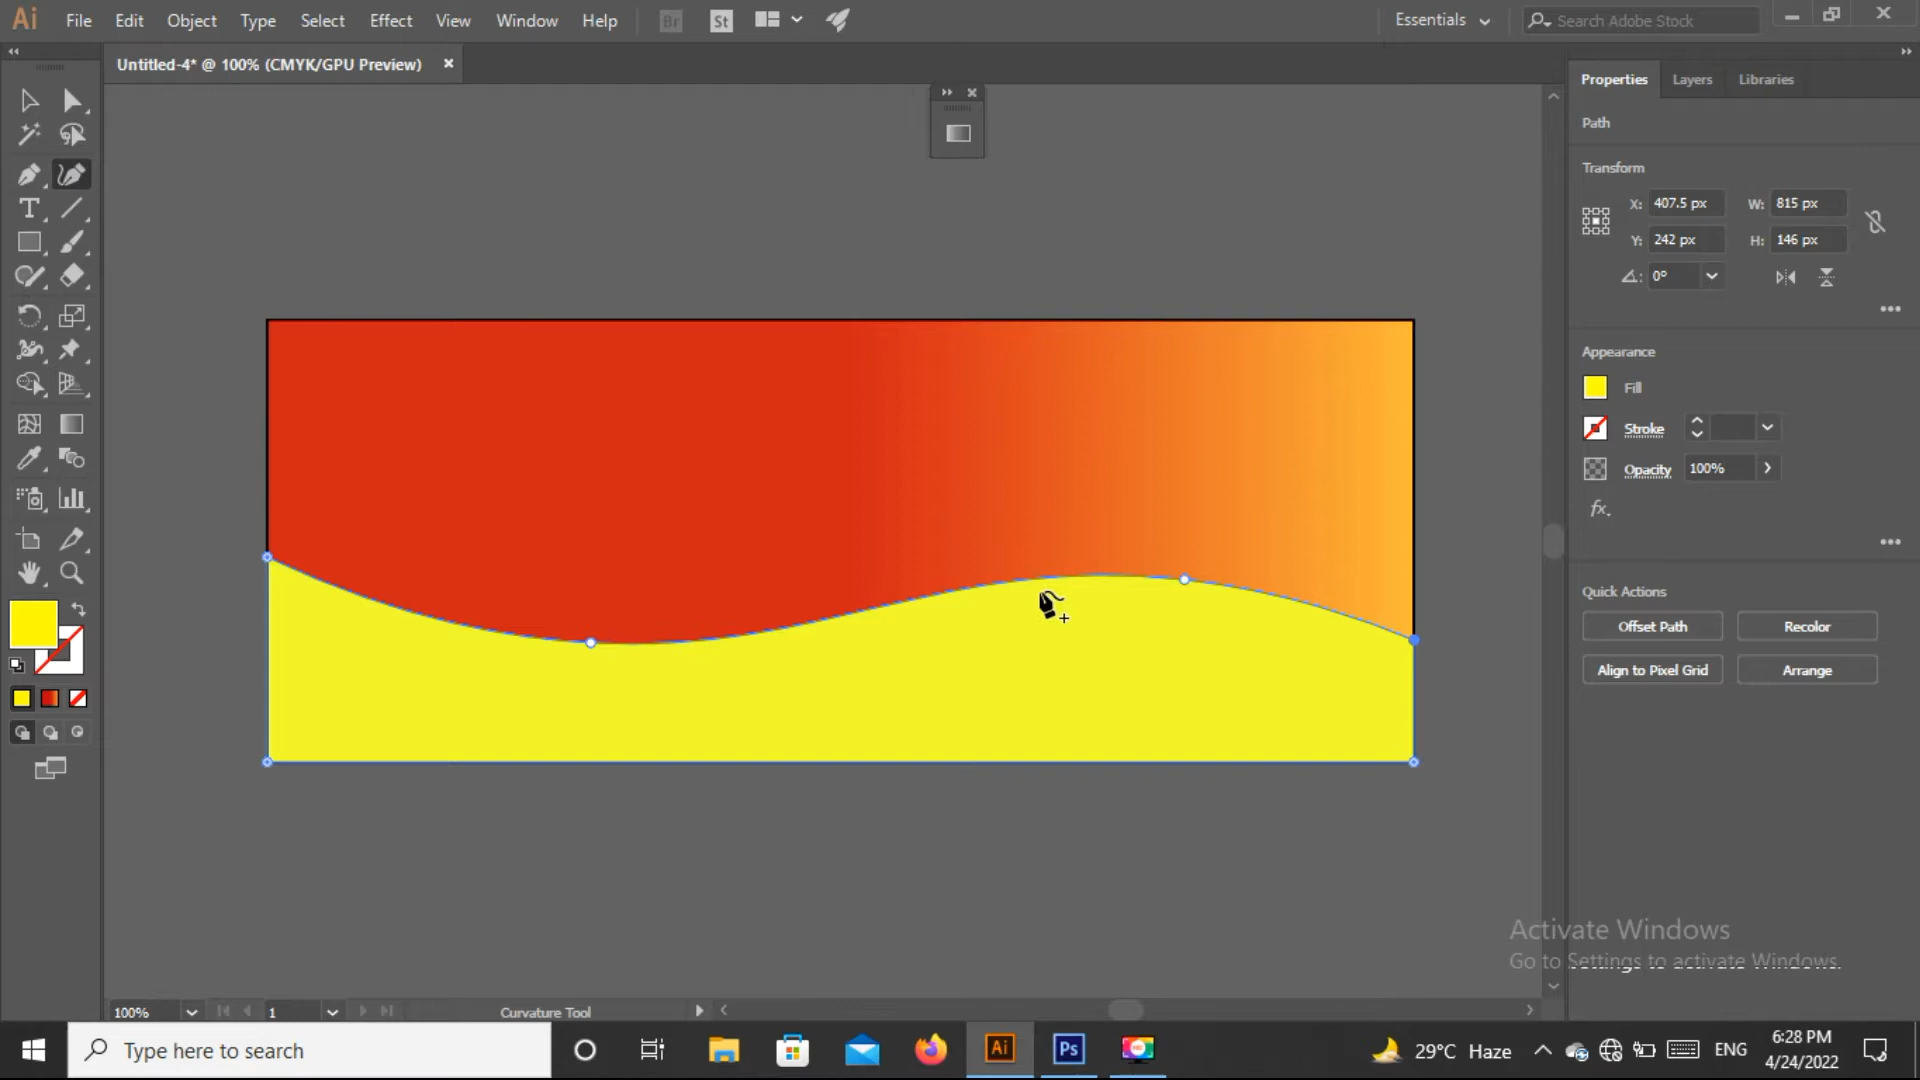 Ai File Edit Object Type Select Effect View Window Help Br St Essentials Search Adobe Stock
Untitled-4* @ 100% (CMYK/GPU Preview)
Properties Layers Libraries
Path
Transform
X: 407.5 px W: 815 px
Y: 242 px H: 146 px
0°
Appearance
Fill
Stroke
Opacity 100%
fx.
Quick Actions
Offset Path Recolor
Align to Pixel Grid Arrange
Activate Windows
Go to Settings to activate Windows.
100% 1 Curvature Tool
Type here to search
Ai Ps
29°C Haze
ENG
6:28 PM
4/24/2022